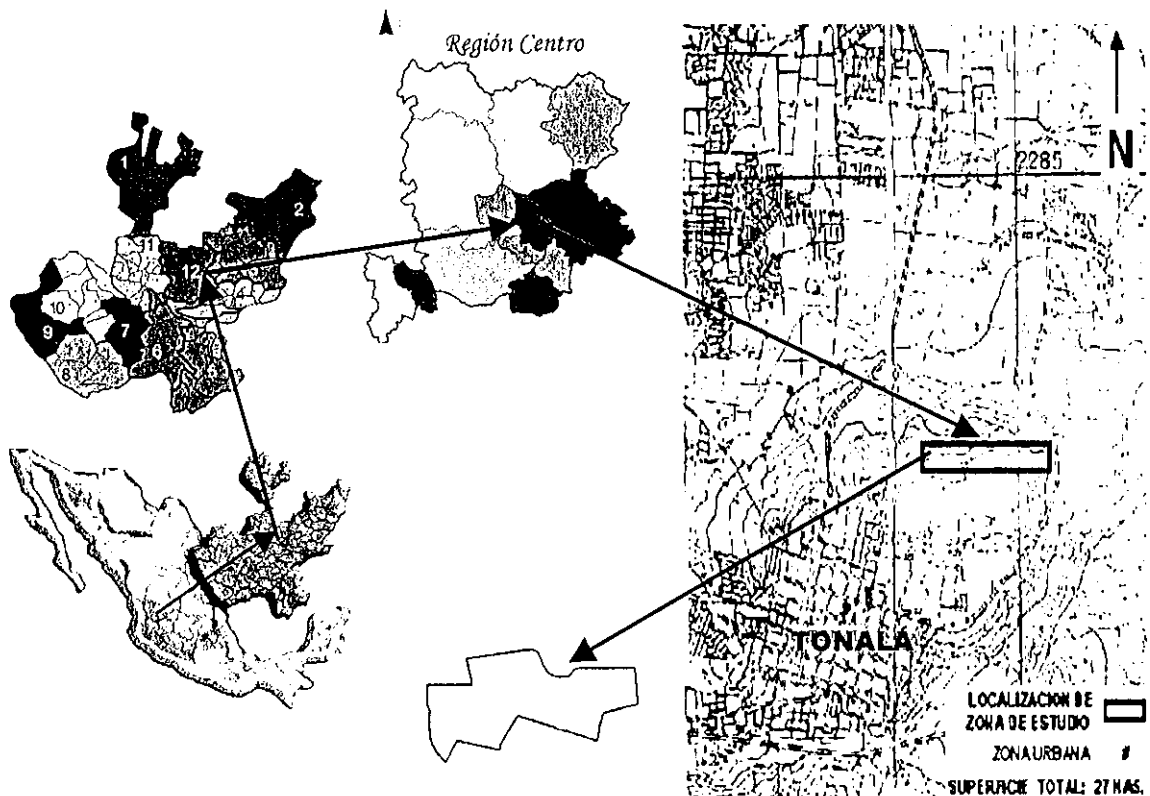 Región Centro
1
2
11
12
10
9
7
6
8
2285
N
TONALA
LOCALIZACION DE
ZONA DE ESTUDIO
ZONA URBANA #
SUPERFICIE TOTAL: 27 HAS.